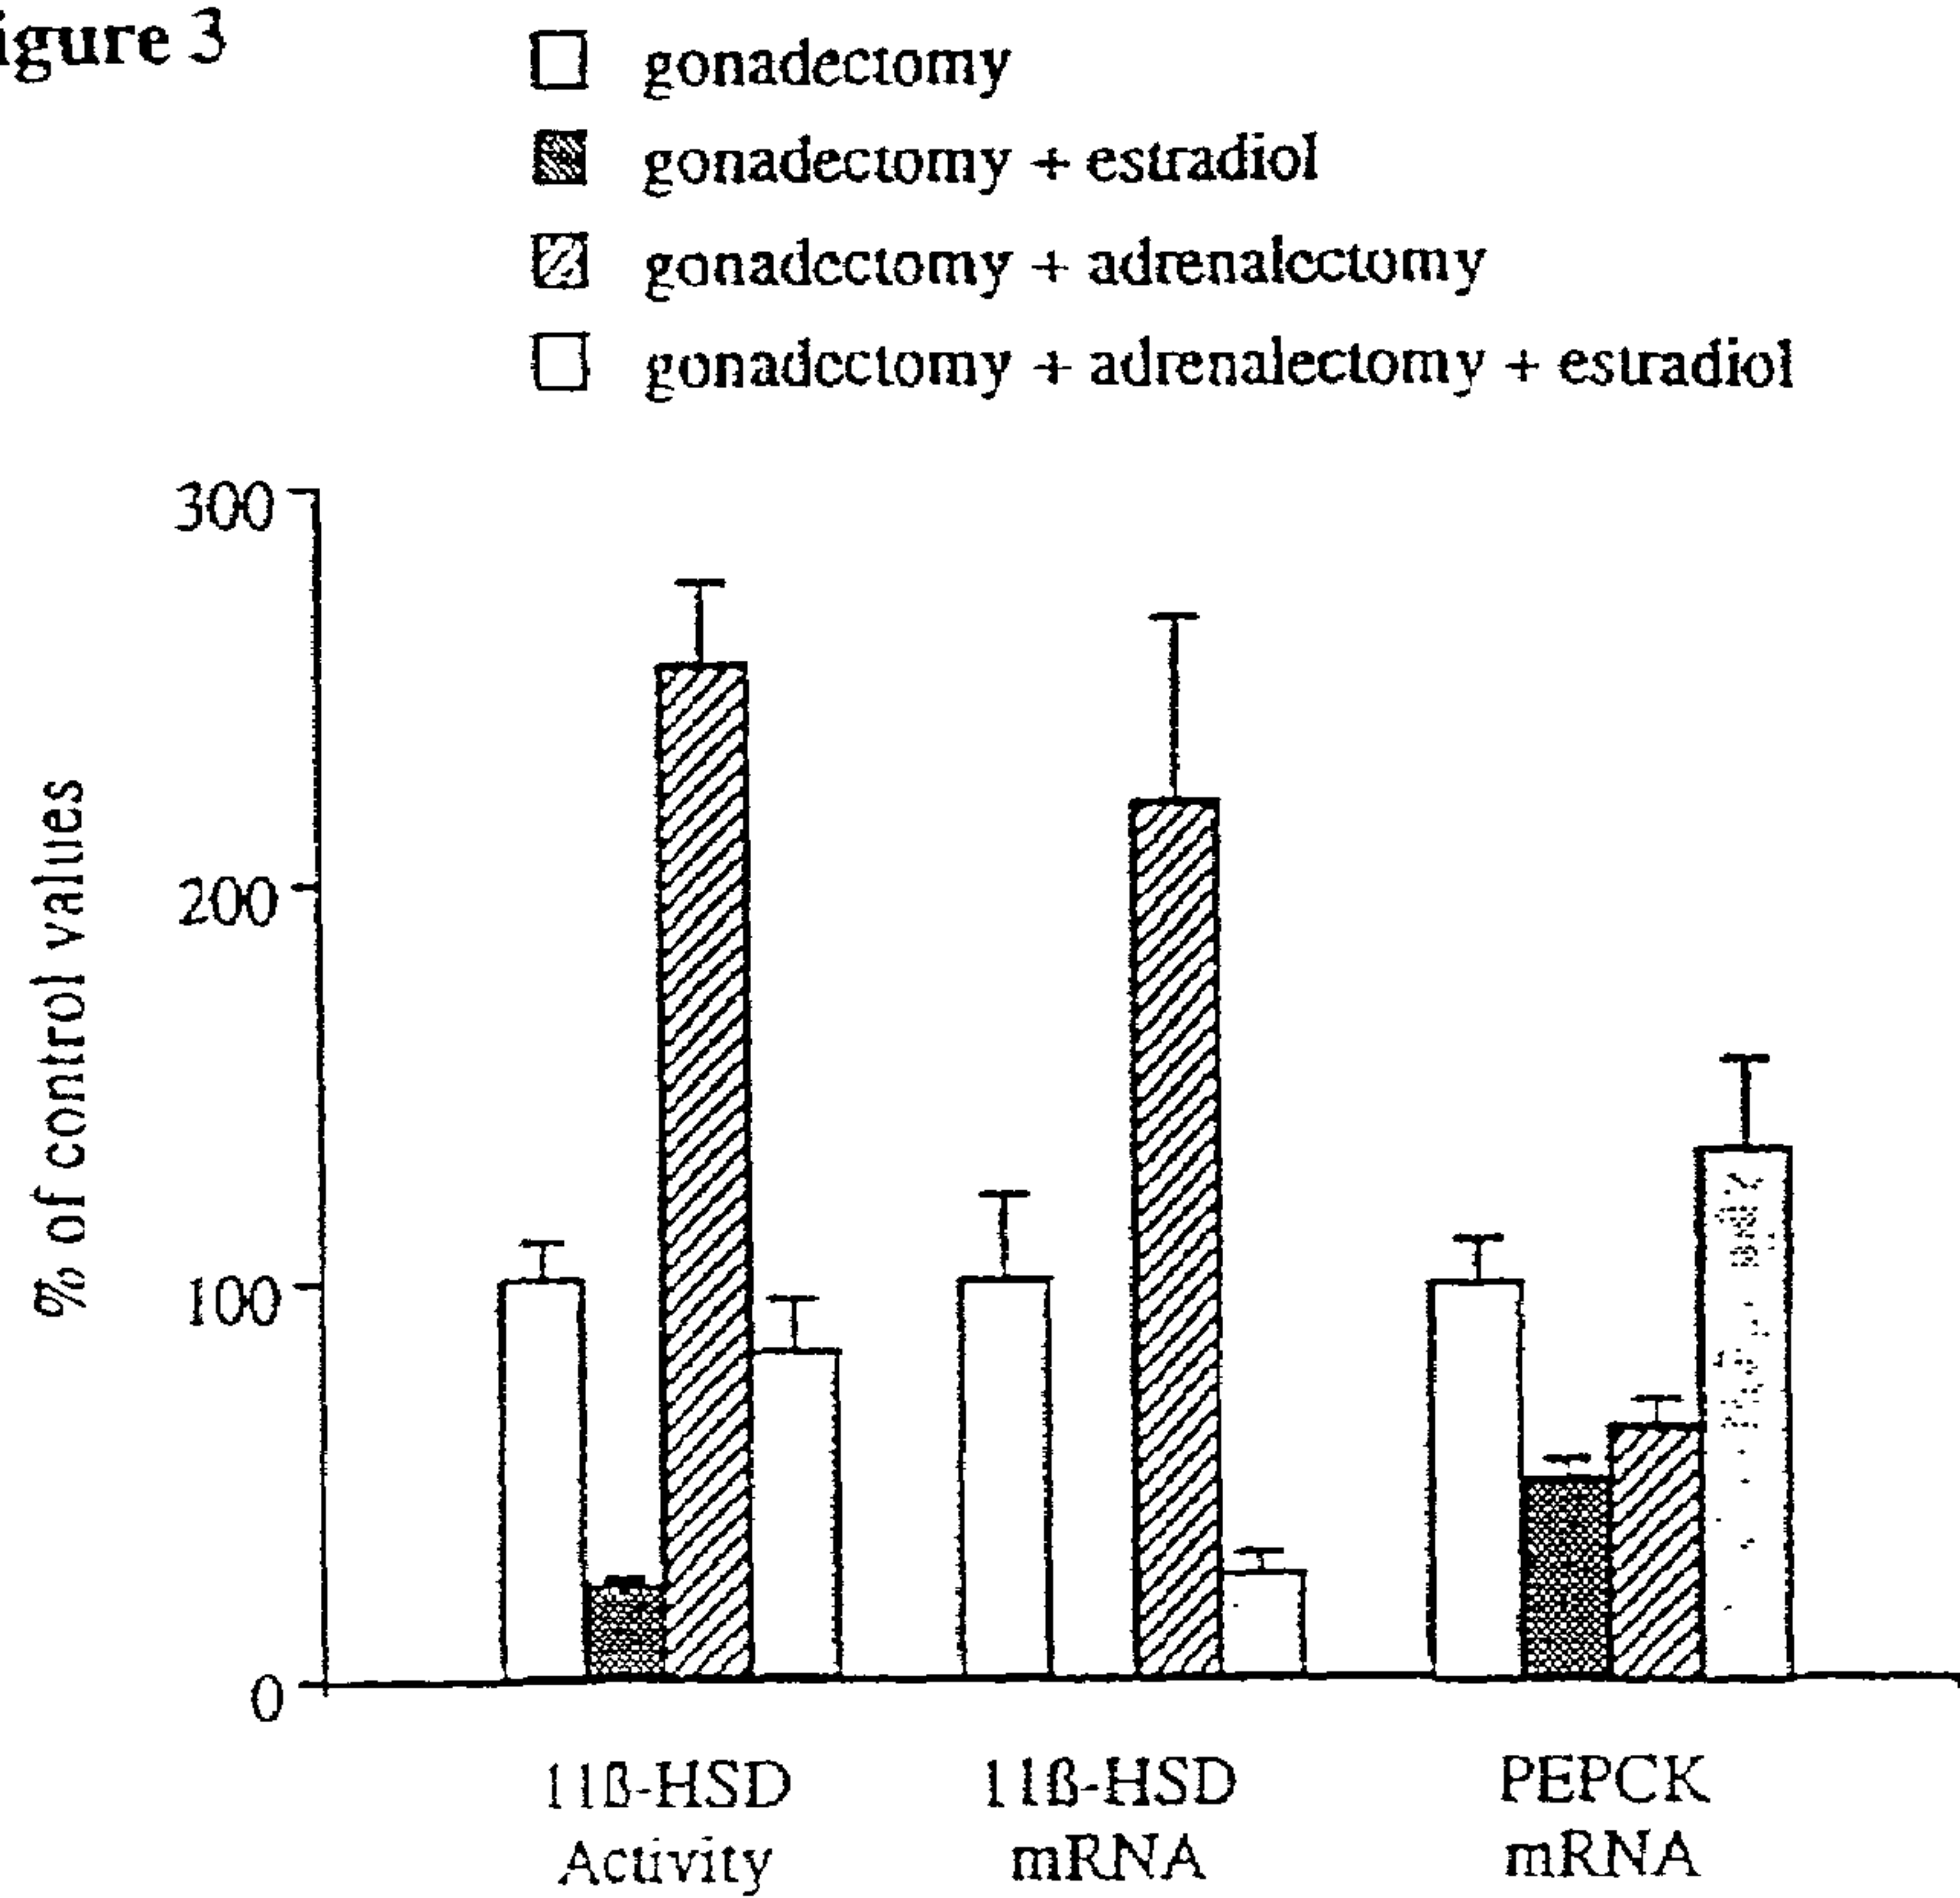 igure 3
gonadectomy
gonadectomy + estradiol
gonadectomy + adrenalectomy
gonadectomy + adrenalectomy + estradiol
300
200
100
0
% of control values
11ß-HSD
Activity
11ß-HSD
mRNA
PEPCK
mRNA